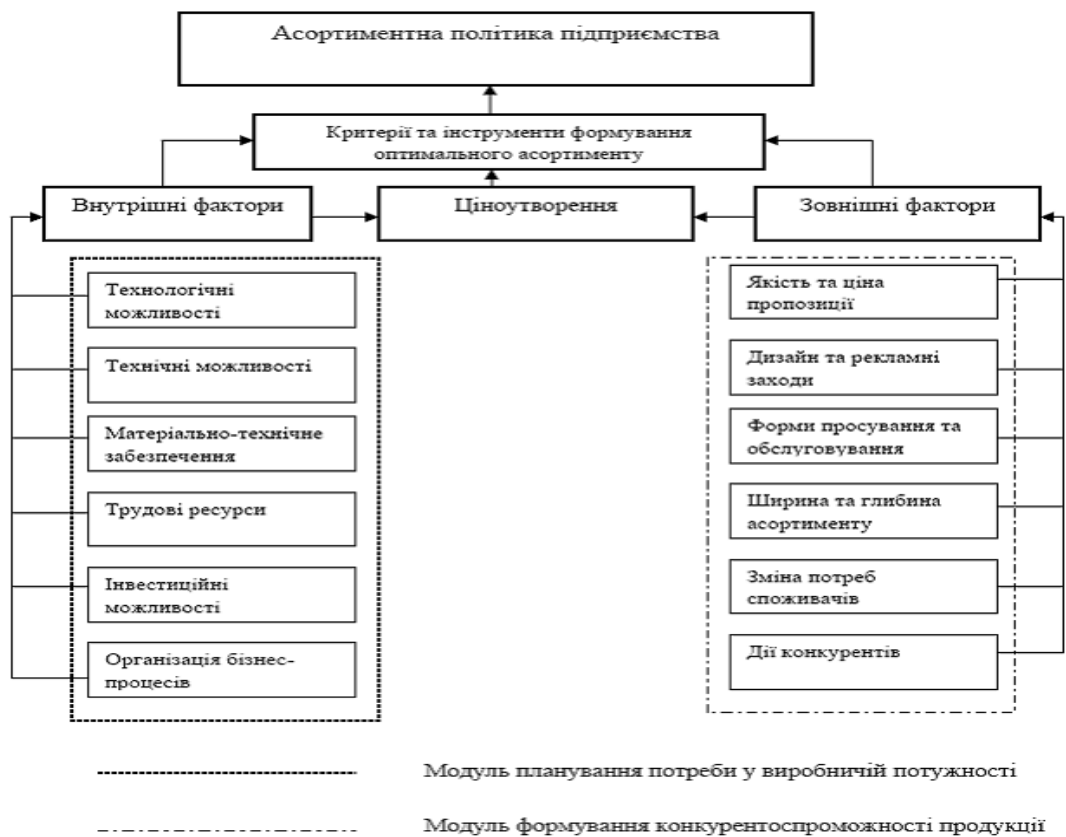 Асортиментна політика підприємства
Критерії та інструменти формування
оптимального асортименту
Внутрішні фактори
Ціноутворення
Зовнішні фактори
Технологічні
можливості
Технічні можливості
Матеріально-технічне
забезпечення
Трудові ресурси
Інвестиційні
можливості
Організація бізнес-
процесів
Якість та ціна
пропозиції
Дизайн та рекламні
заходи
Форми просування та
обслуговування
Ширина та глибина
асортименту
Зміна потреб
споживачів
Дії конкурентів
Модуль планування потреби у виробничій потужності
Модуль формування конкурентоспроможності продукції